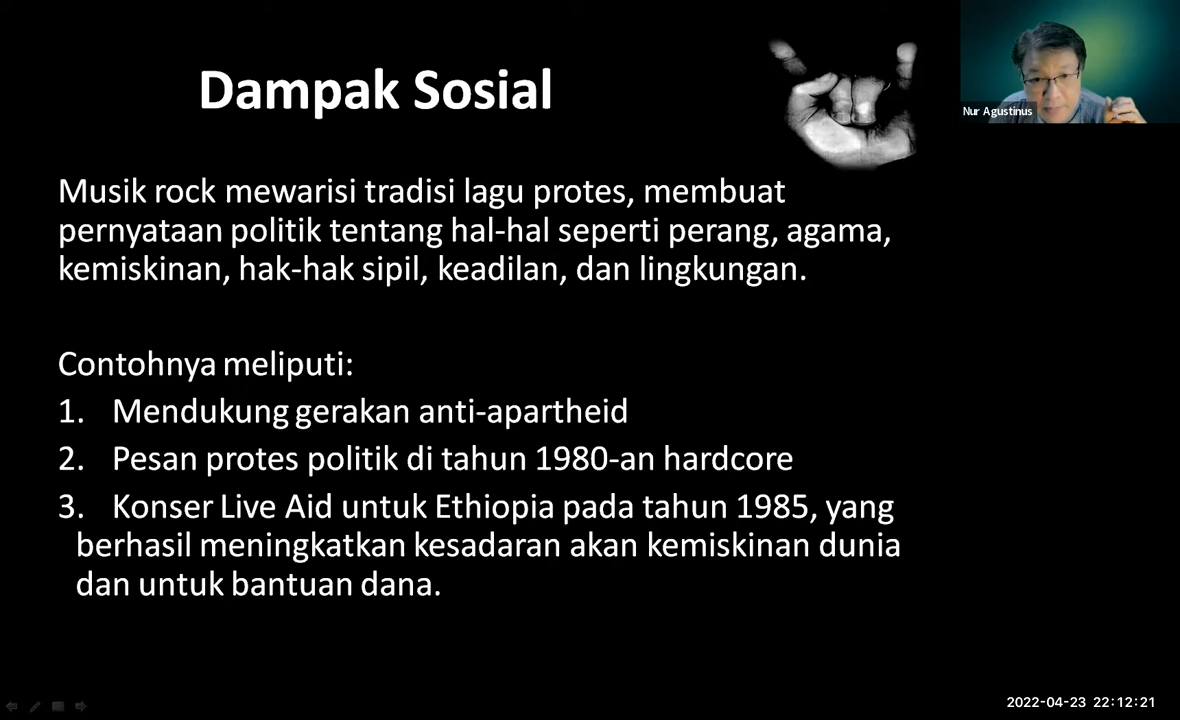 Dampak Sosial
Nur Agustinus
Musik rock mewarisi tradisi lagu protes, membuat
pernyataan politik tentang hal-hal seperti perang, agama,
kemiskinan, hak-hak sipil, keadilan, dan lingkungan.
Contohnya meliputi:
1. Mendukung gerakan anti-apartheid
2. Pesan protes politik di tahun 1980-an hardcore
3. Konser Live Aid untuk Ethiopia pada tahun 1985, yang
berhasil meningkatkan kesadaran akan kemiskinan dunia
dan untuk bantuan dana.
2022-04-23 22:12:21